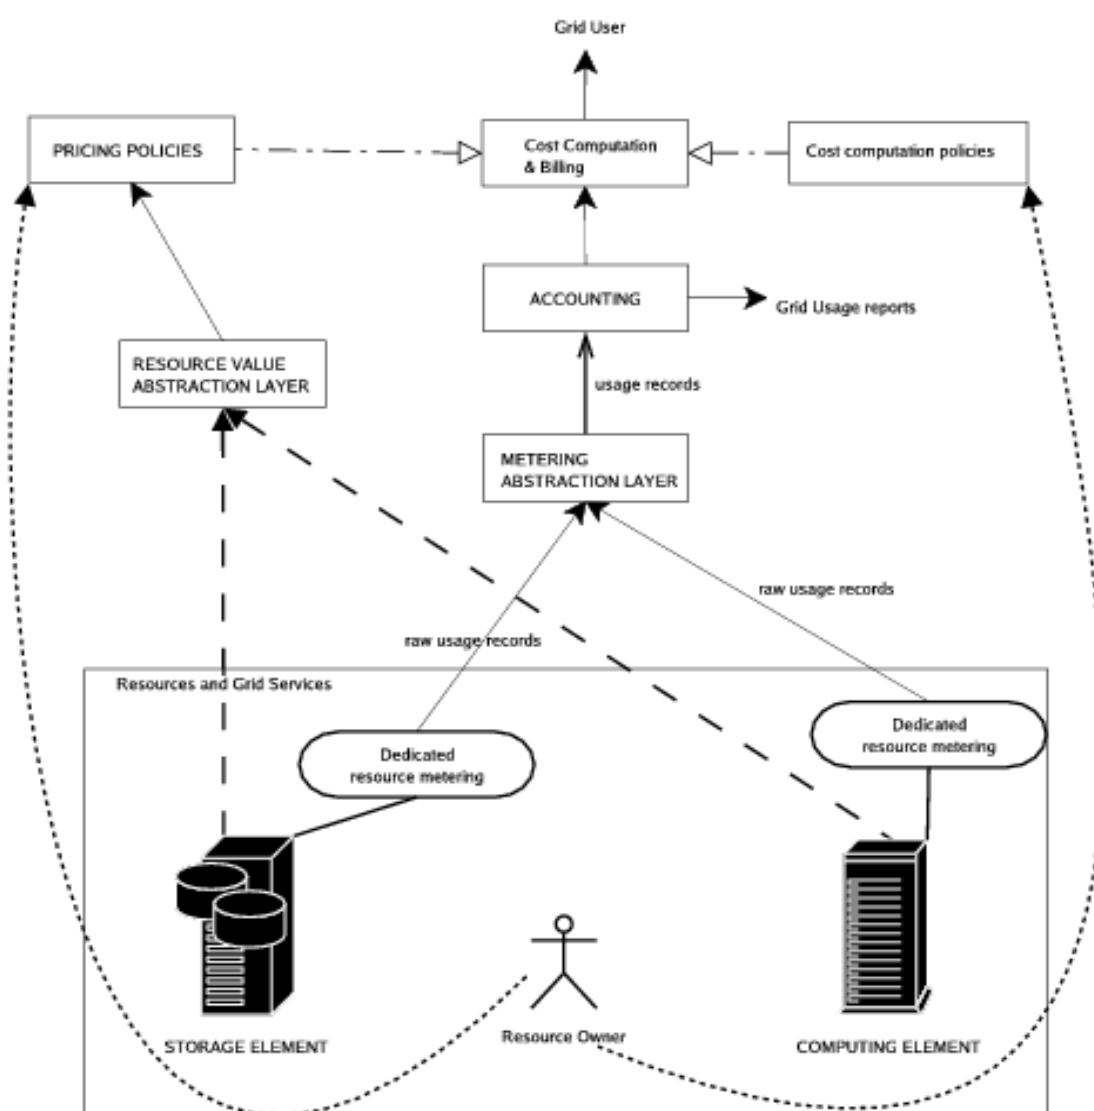 Grid User
PRICING POLICIES
Cost Computation
& Billing
Cost computation policies
ACCOUNTING
Grid Usage reports
RESOURCE VALUE
ABSTRACTION LAYER
usage records
METERING
ABSTRACTION LAYER
raw usage records
raw usage records
Resources and Grid Services
Dedicated
resource metering
Dedicated
resource metering
Resource Owner
STORAGE ELEMENT
COMPUTING ELEMENT